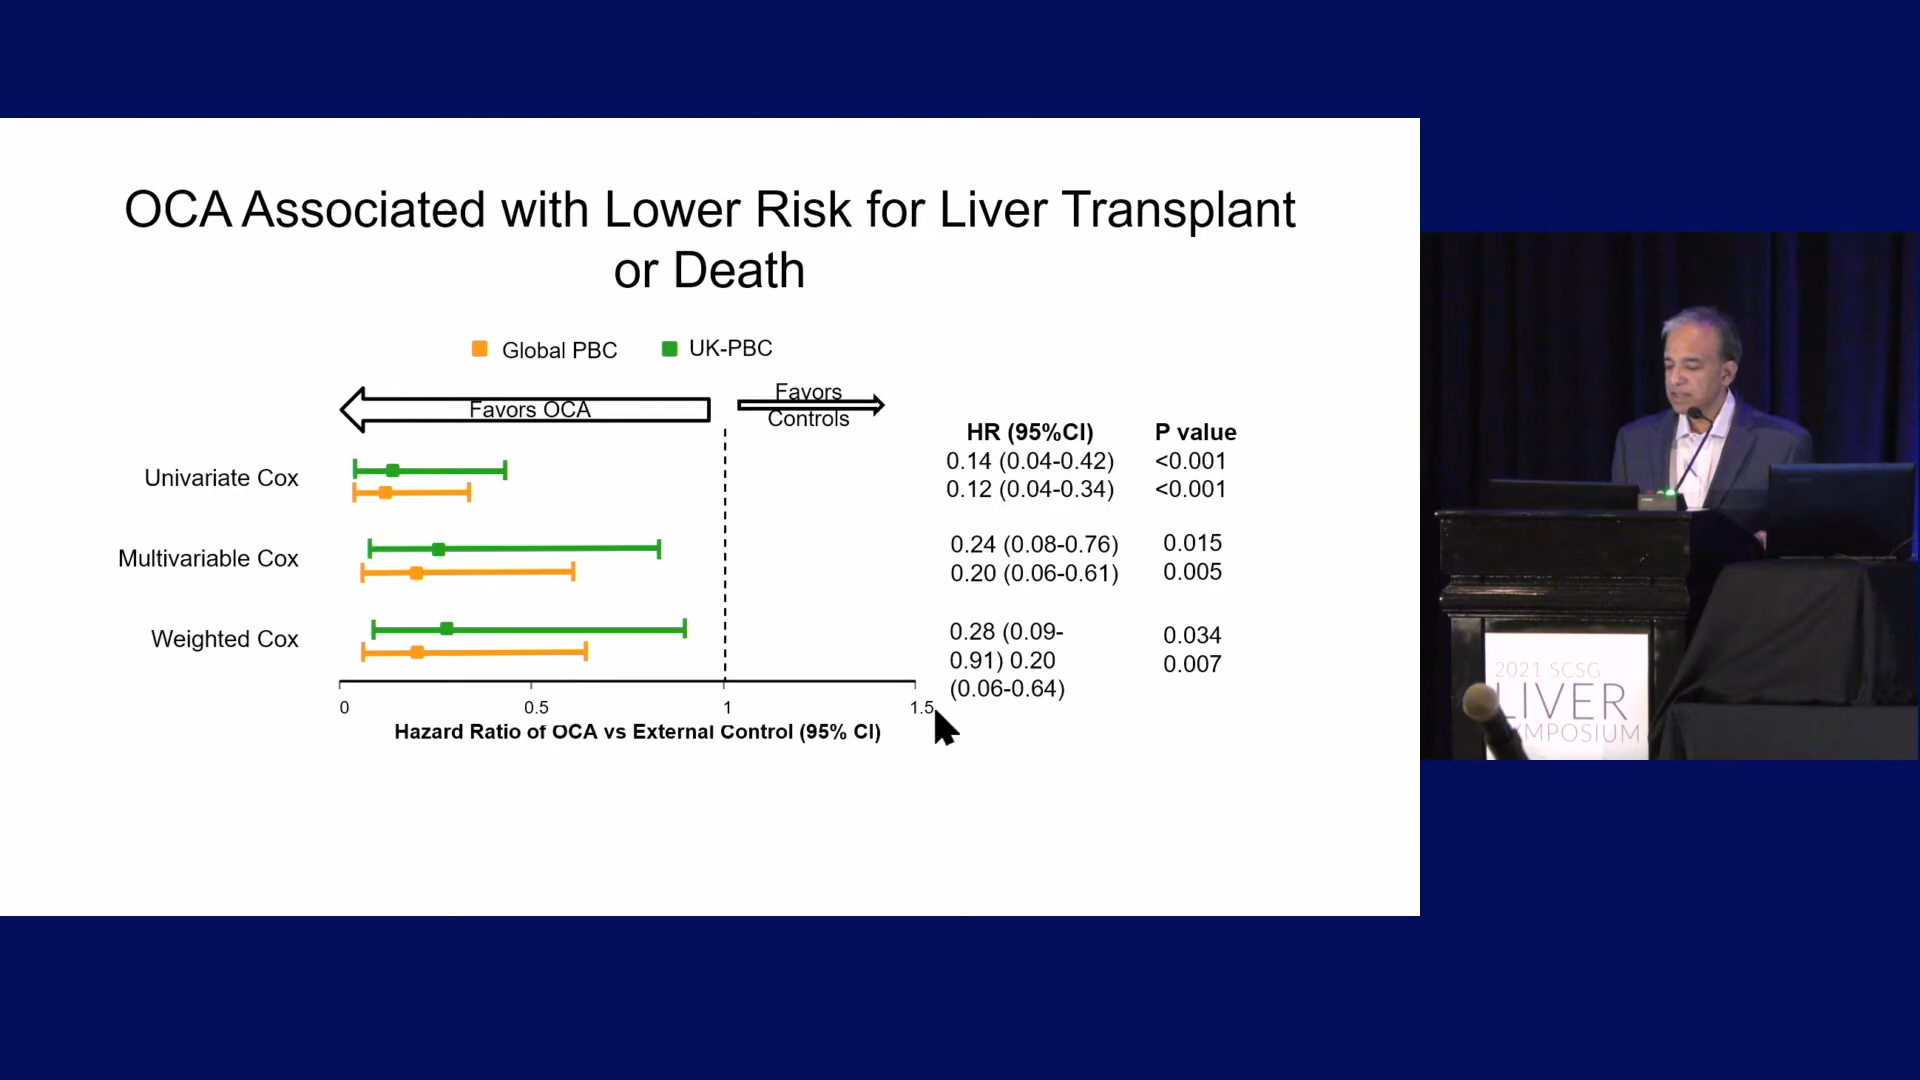 OCA Associated with Lower Risk for Liver Transplant
or Death
Global PBC
UK-PBC
Favors OCA
Favors
Controls
HR (95%CI)
P value
Univariate Cox
0.14 (0.04-0.42)
<0.001
0.12 (0.04-0.34)
<0.001
Multivariable Cox
0.24 (0.08-0.76)
0.015
0.20 (0.06-0.61)
0.005
Weighted Cox
0.28 (0.09-
0.91) 0.20
(0.06-0.64)
0.034
0.007
0
0.5
1
1.5
Hazard Ratio of OCA vs External Control (95% CI)
2021 SCSG
LIVER
SYMPOSIUM